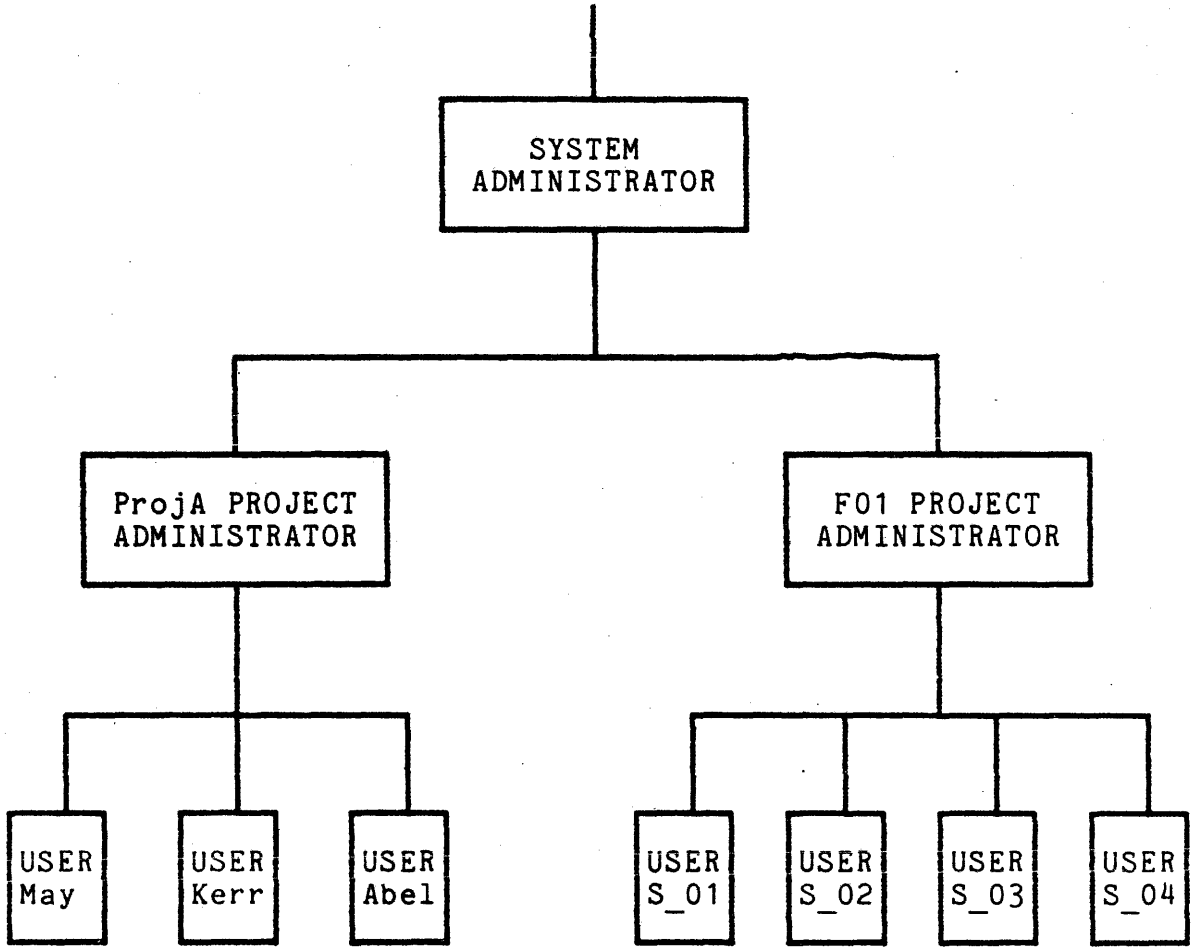 SYSTEM
ADMINISTRATOR
ProjA PROJECT
ADMINISTRATOR
F01 PROJECT
ADMINISTRATOR
USER
May
USER
Kerr
USER
Abel
USER
S_01
USER
S_02
USER
S_03
USER
S_04